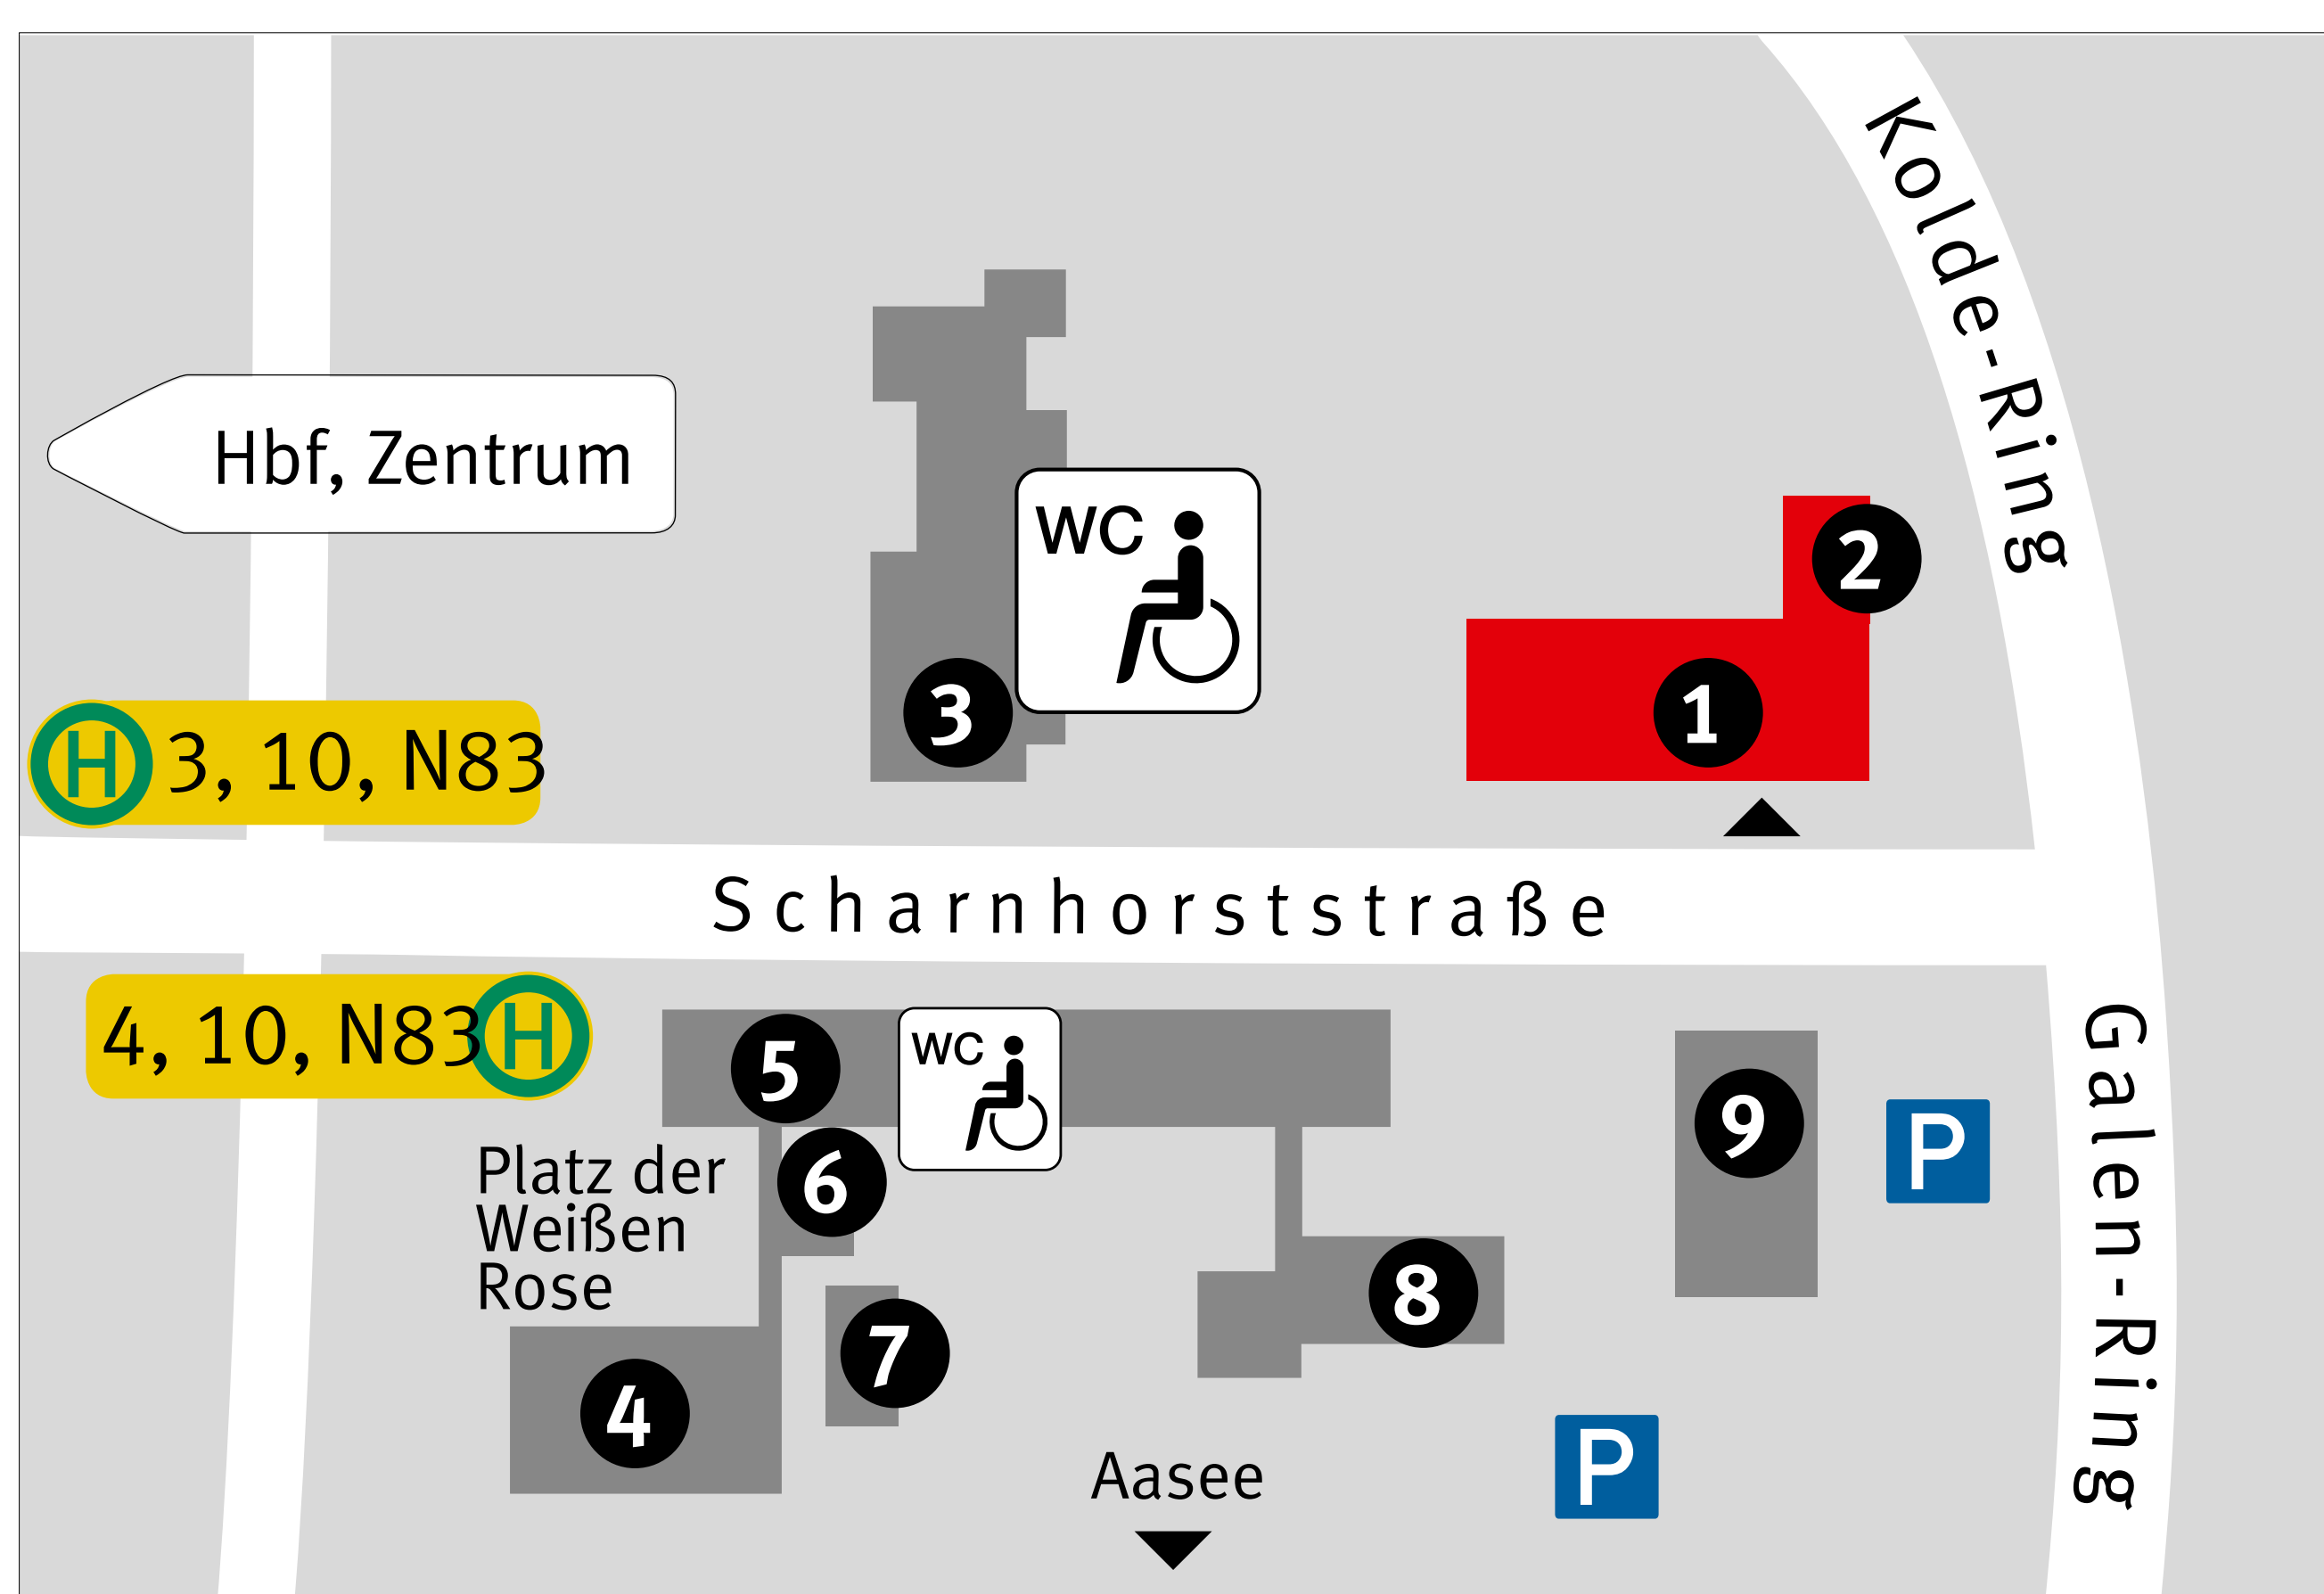 Kolde-Ring
Hbf, Zentrum
WC
2
3
1
H 3, 10, N83
Scharnhorststraße
4, 10, N83 H
Galen-Ring
WC
5
9
P
6
Platz der
Weißen
Rose
8
7
4
Aasee
P